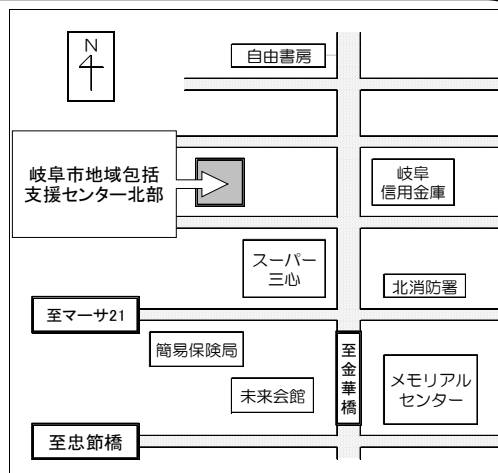 N
自由書房
岐阜市地域包括
支援センター北部
岐阜
信用金庫
スーパー
三心
北消防署
至マーサ21
簡易保険局
至金華橋
未来会館
メモリアル
センター
至忠節橋